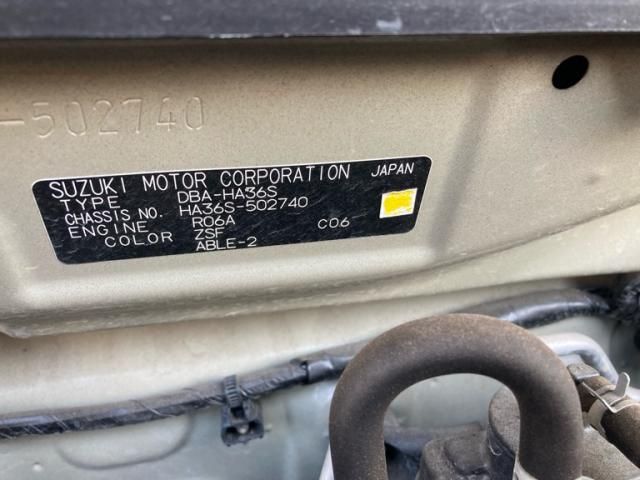 -502740
SUZUKI MOTOR CORPORATION JAPAN
TYPE DBA-HA36S
CHASSIS NO. HA36S-502740
ENGINE R06A C06
COLOR ZSF
ABLE-2